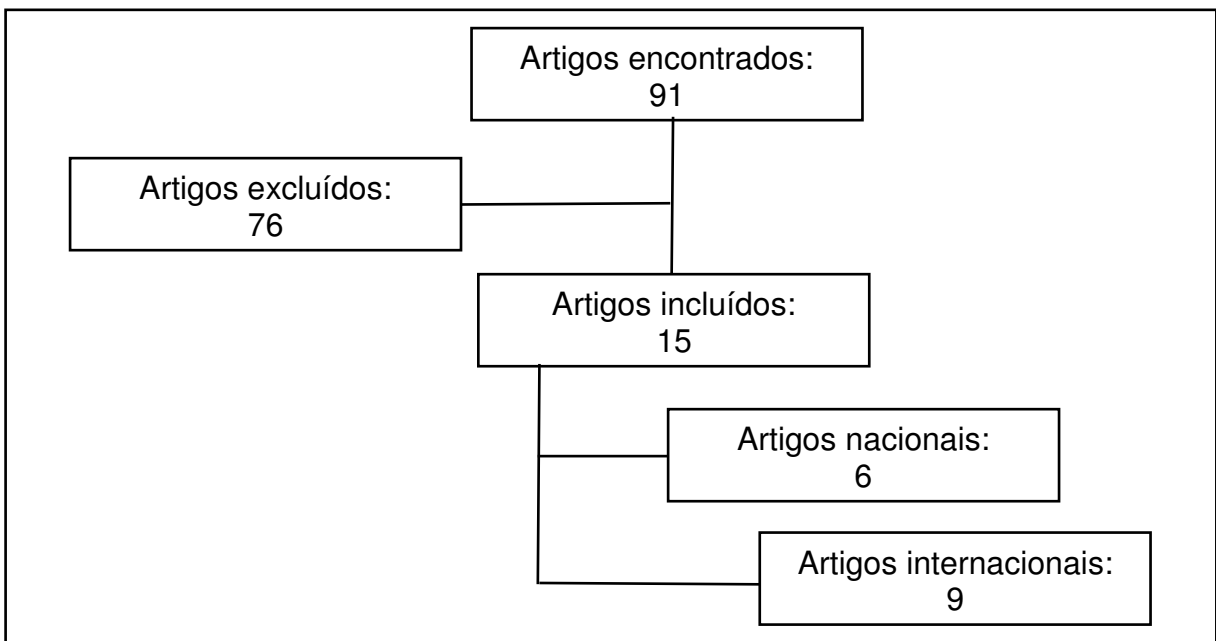 Artigos encontrados:
91
Artigos excluídos:
76
Artigos incluídos:
15
Artigos nacionais:
6
Artigos internacionais:
9